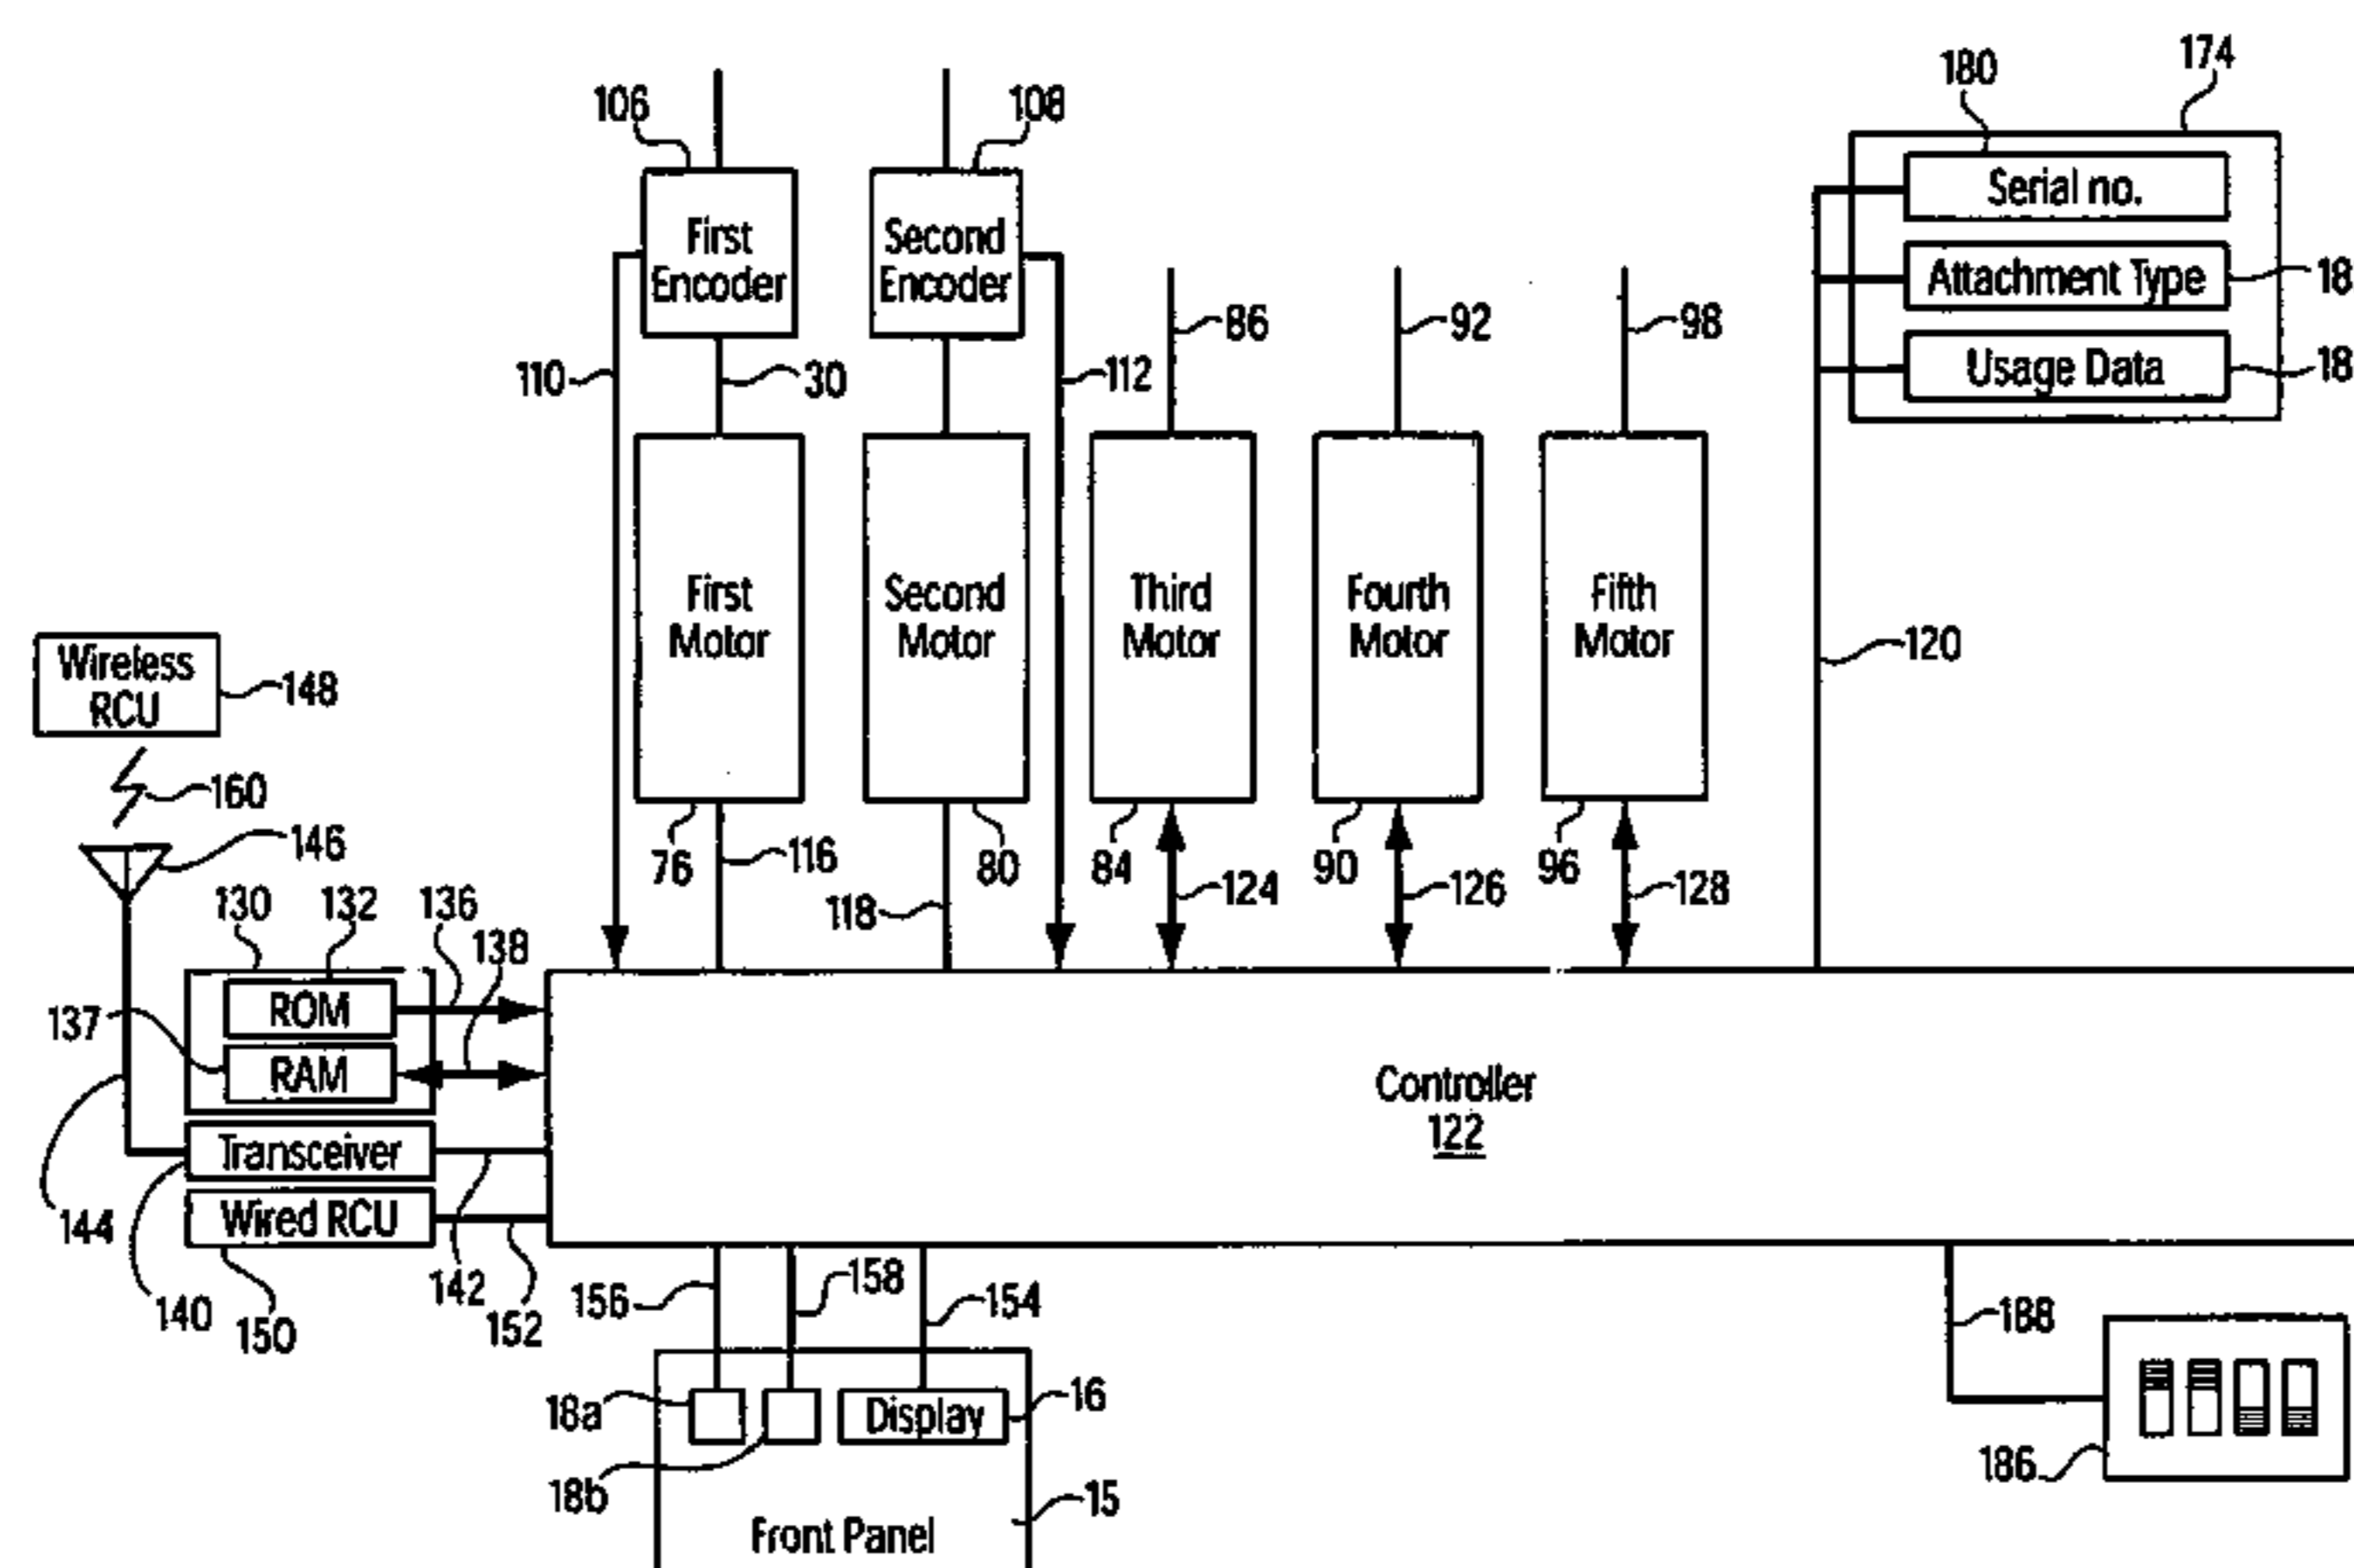 180
174
106
108
Serial no.
First
Encoder
Second
Encoder
Attachment Type
18
86
92
98
110
30
112
Usage Data
18
First
Motor
Second
Motor
Third
Motor
Fourth
Motor
Fifth
Motor
120
Wireless
RCU
148
160
146
76
116
80
84
90
96
118
124
126
128
130
132
136
138
ROM
137
RAM
Controller
122
Transceiver
Wired RCU
144
142
140
150
152
156
158
154
188
18a
Display
16
186
18b
15
Front Panel